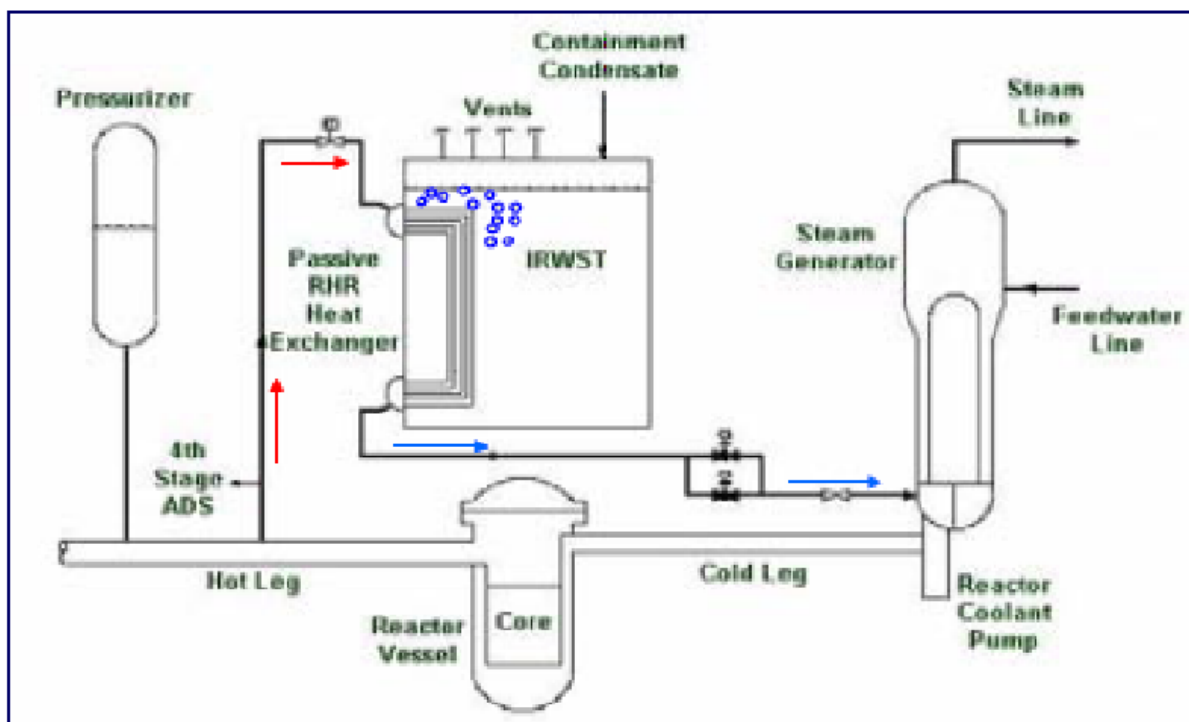 Containment
Condensate
Pressurizer
Vents
Steam
Line
Passive
RHR
Heat
Exchanger
IRWST
Steam
Generator
Feedwater
Line
4th
Stage
ADS
Hot Leg
Reactor
Vessel
Core
Cold Leg
Reactor
Coolant
Pump